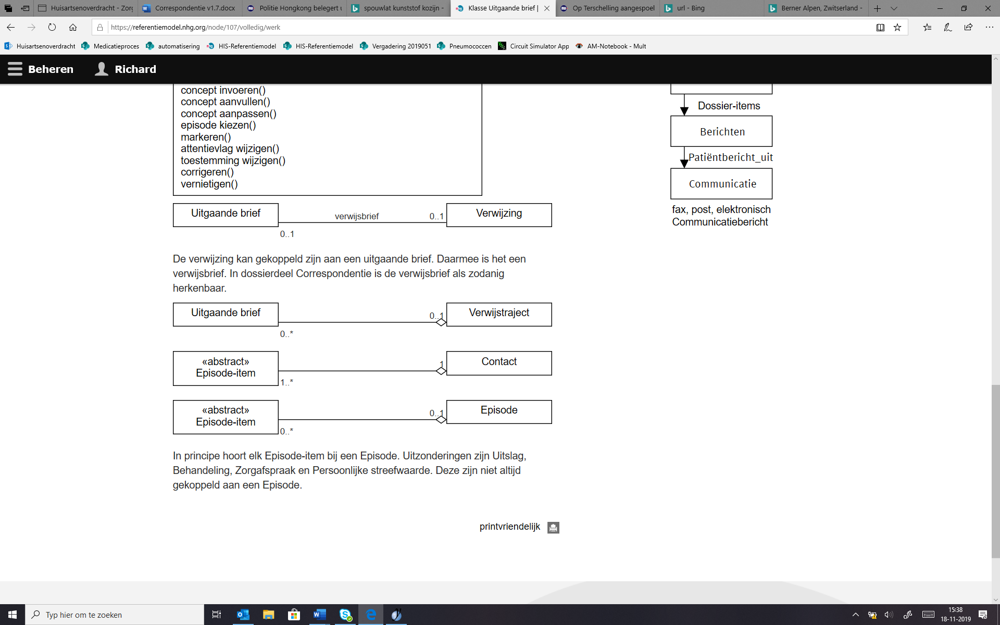 Huisartsenoverdracht - Zorg
Correspondentie v1.7.docx
Politie Hongkong belegert u
spouwlat kunststof kozijn -
Klasse Uitgaande brief |
Op Terschelling aangespoel
url - Bing
Berner Alpen, Zwitserland -
https://referentiemodel.nhg.org/node/107/volledig/werk
Huisartsenoverdracht
Medicatieproces
automatisering
HIS-Referentiemodel
HIS-Referentiemodel
Vergadering 2019051
Pneumococcen
Circuit Simulator App
AM-Notebook - Mult
Beheren
Richard
concept invoeren()
concept aanvullen()
concept aanpassen()
episode kiezen()
markeren()
attentievlag wijzigen()
toestemming wijzigen()
corrigeren()
vernietigen()
Uitgaande brief
verwijsbrief
0..1
Verwijzing
0..1
De verwijzing kan gekoppeld zijn aan een uitgaande brief. Daarmee is het een
verwijsbrief. In dossierdeel Correspondentie is de verwijsbrief als zodanig
herkenbaar.
Uitgaande brief
0..1
Verwijstraject
0..*
«abstract»
Episode-item
1
Contact
1..*
«abstract»
Episode-item
0..1
Episode
0..*
In principe hoort elk Episode-item bij een Episode. Uitzonderingen zijn Uitslag,
Behandeling, Zorgafspraak en Persoonlijke streefwaarde. Deze zijn niet altijd
gekoppeld aan een Episode.
printvriendelijk
Dossier-items
Berichten
Patiëntbericht_uit
Communicatie
fax, post, elektronisch
Communicatiebericht
Typ hier om te zoeken
15:38
18-11-2019